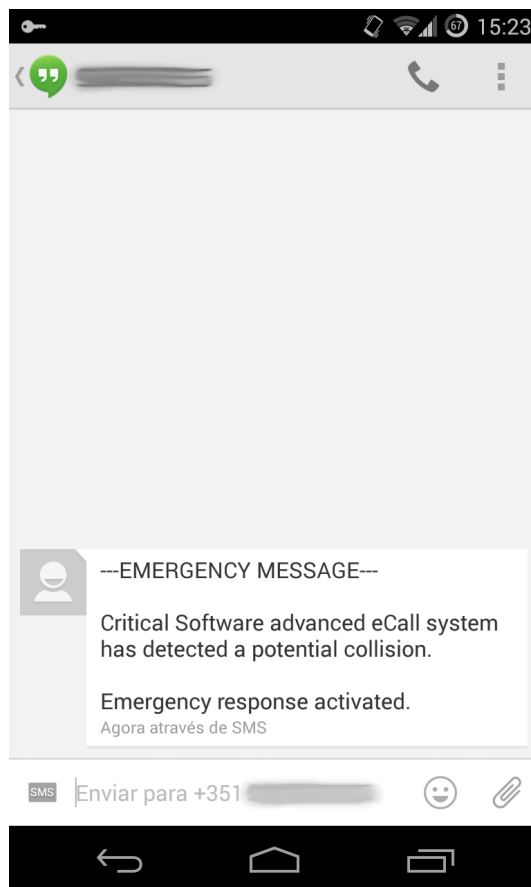 67 15:23
---EMERGENCY MESSAGE---
Critical Software advanced eCall system
has detected a potential collision.
Emergency response activated.
Agora através de SMS
SMS Enviar para +351